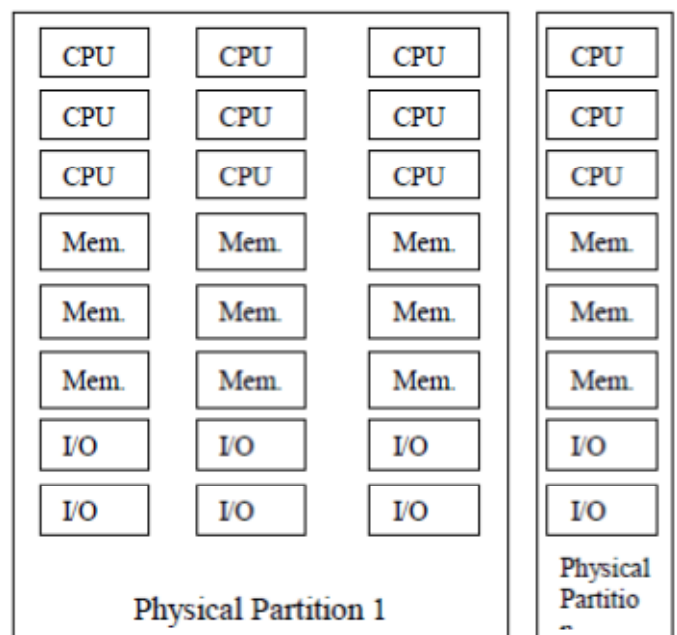 CPU CPU CPU CPU
CPU CPU CPU CPU
CPU CPU CPU CPU
Mem. Mem. Mem. Mem.
Mem. Mem. Mem. Mem.
Mem. Mem. Mem. Mem.
I/O I/O I/O I/O
I/O I/O I/O I/O
Physical Partition 1
Physical
Partitio